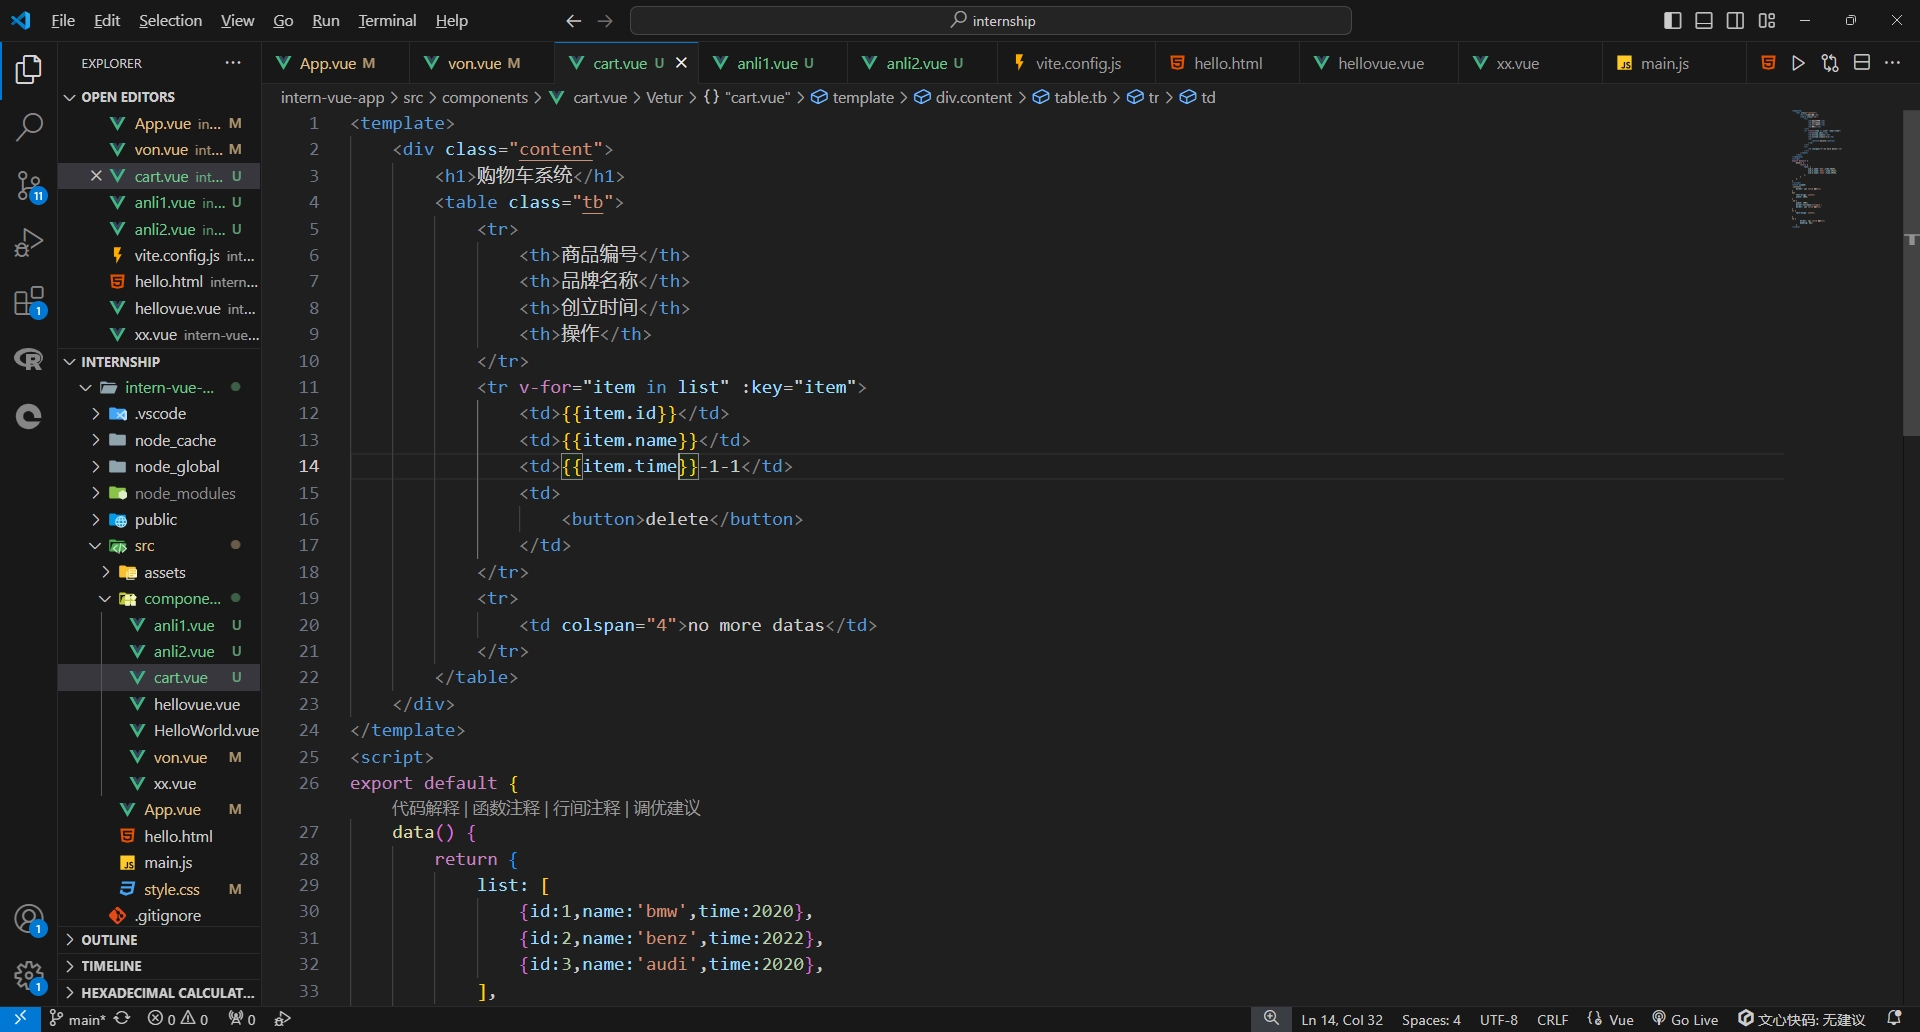 File Edit Selection View Go Run Terminal Help
internship
EXPLORER
App.vue M
von.vue M
cart.vue U
anli1.vue U
anli2.vue U
vite.config.js
hello.html
hellovue.vue
xx.vue
main.js
intern-vue-app > src > components > cart.vue > Vetur > {} "cart.vue" > template > div.content > table.tb > tr > td
OPEN EDITORS
App.vue in... M
von.vue int... M
cart.vue int... U
anli1.vue in... U
anli2.vue in... U
vite.config.js int...
hello.html intern...
hellovue.vue int...
xx.vue intern-vue...
INTERNSHIP
intern-vue-...
.vscode
node_cache
node_global
node_modules
public
src
assets
compone...
anli1.vue U
anli2.vue U
cart.vue U
hellovue.vue
HelloWorld.vue
von.vue M
xx.vue
App.vue M
hello.html
main.js
style.css M
.gitignore
OUTLINE
TIMELINE
HEXADECIMAL CALCULAT...
11
1
1
1
1 <template>
2 <div class="content">
3 <h1>购物车系统</h1>
4 <table class="tb">
5 <tr>
6 <th>商品编号</th>
7 <th>品牌名称</th>
8 <th>创立时间</th>
9 <th>操作</th>
10 </tr>
11 <tr v-for="item in list" :key="item">
12 <td>{{item.id}}</td>
13 <td>{{item.name}}</td>
14 <td>{{item.time}}-1-1</td>
15 <td>
16 <button>delete</button>
17 </td>
18 </tr>
19 <tr>
20 <td colspan="4">no more datas</td>
21 </tr>
22 </table>
23 </div>
24 </template>
25 <script>
26 export default {
代码解释 | 函数注释 | 行间注释 | 调优建议
27 data() {
28 return {
29 list: [
30 {id:1,name:'bmw',time:2020},
31 {id:2,name:'benz',time:2022},
32 {id:3,name:'audi',time:2020},
33 ],
main* 0 0 0
Ln 14, Col 32 Spaces: 4 UTF-8 CRLF Vue Go Live 文心快码: 无建议